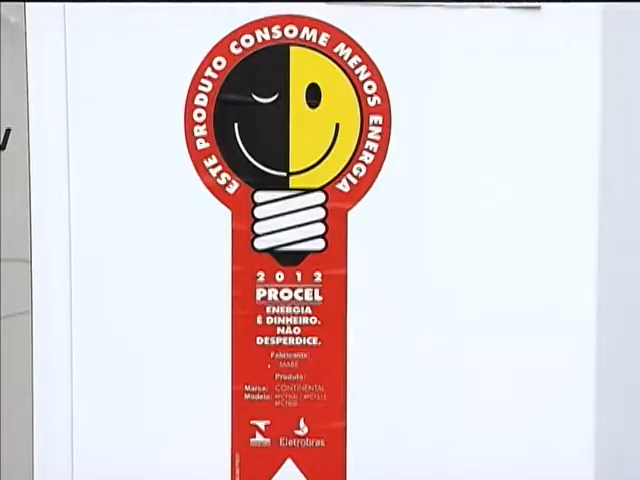 ESTE PRODUTO CONSOME MENOS ENERGIA
2012
PROCEL
ENERGIA
É DINHEIRO.
NÃO
DESPERDICE.
Fabricante:
MABE
Produto:
Marca: CONTINENTAL
Modelo:
Eletrobras